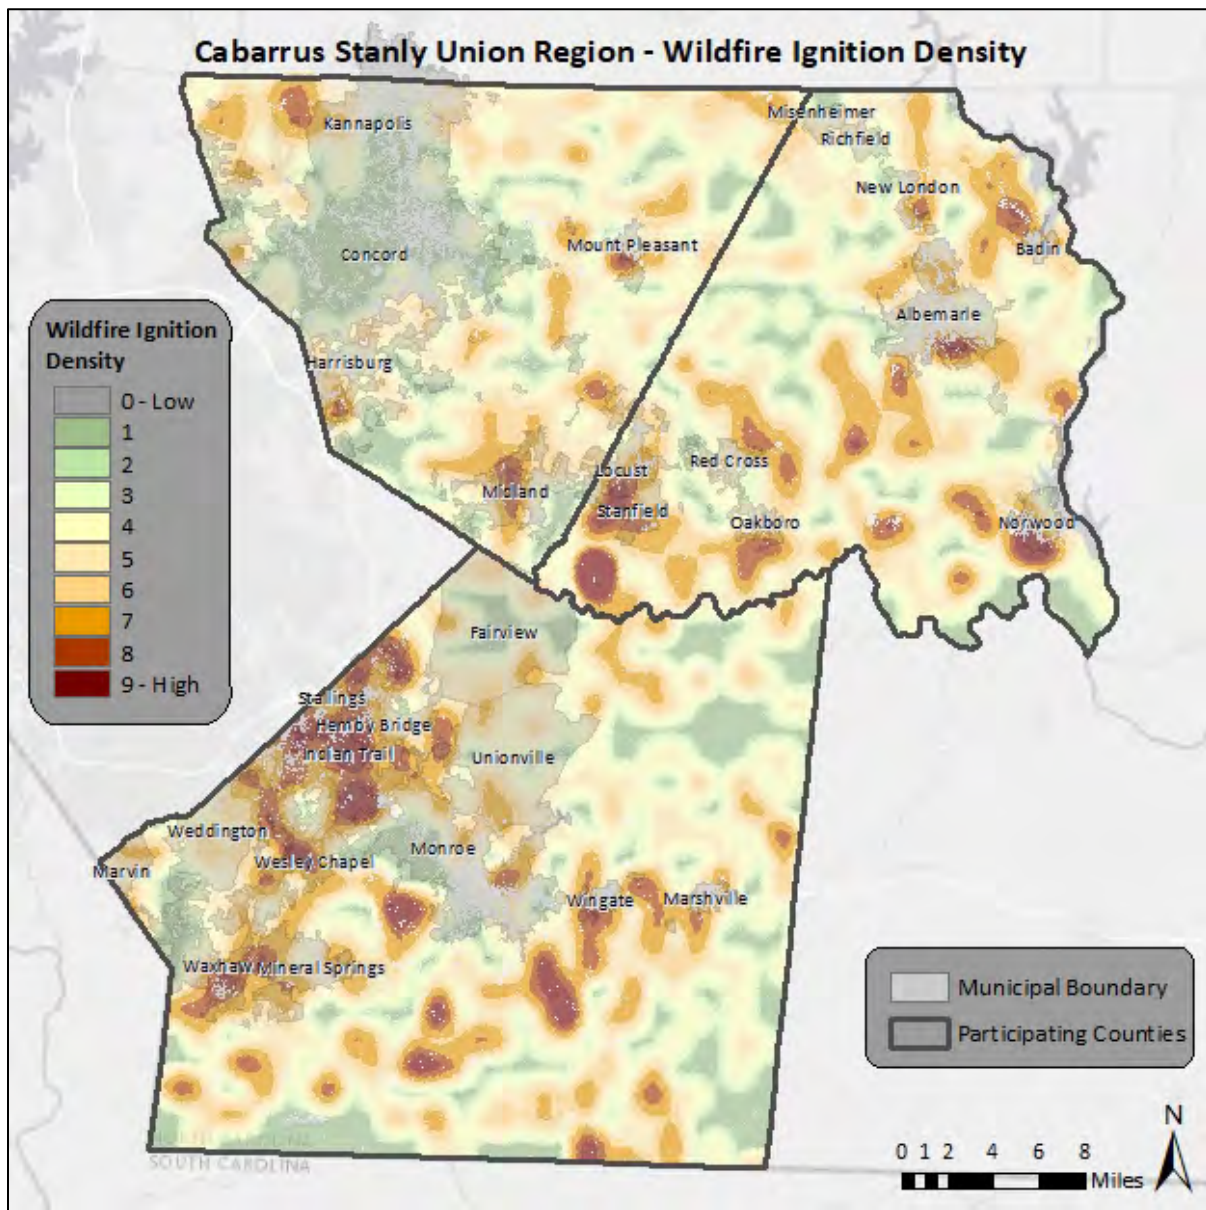 Cabarrus Stanly Union Region - Wildfire Ignition Density
Misenheimer
Kannapolis
Richfield
New London
Mount Pleasant
Badin
Concord
Albemarle
Wildfire Ignition
Density
0 - Low
1
2
3
4
5
6
7
8
9 - High
Harrisburg
Locust
Red Cross
Midland
Stanfield
Oakboro
Norwood
Fairview
Stallings
Hemby Bridge
Indian Trail
Unionville
Weddington
Monroe
Wesley Chapel
Marvin
Wingate
Marshville
Waxhaw
Mineral Springs
Municipal Boundary
Participating Counties
N
0 1 2 4 6 8
Miles
NORTH CAROLINA
SOUTH CAROLINA